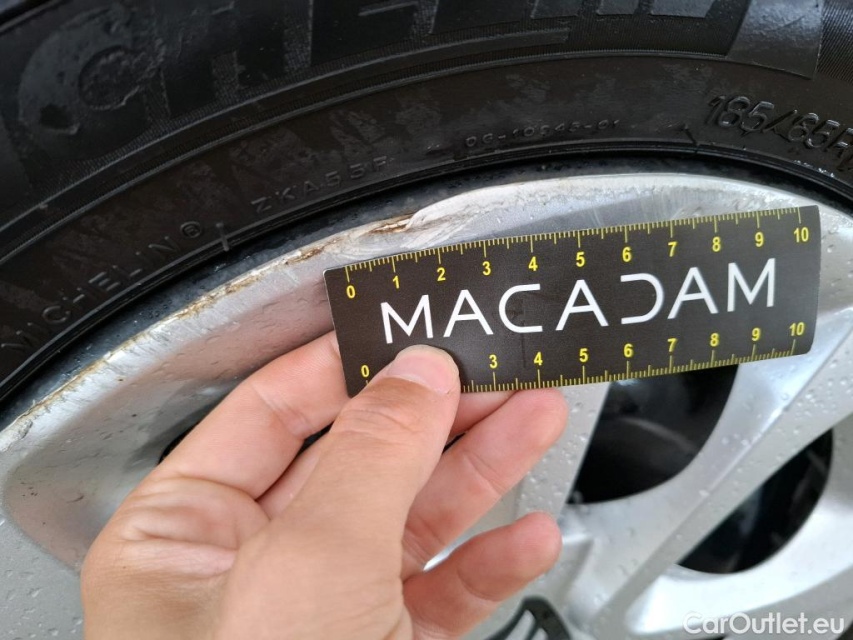 MICHELIN®
ZKA55F
185/65R
0 1 2 3 4 5 6 7 8 9 10
MACADAM
0 3 4 5 6 7 8 9 10
CarOutlet.eu